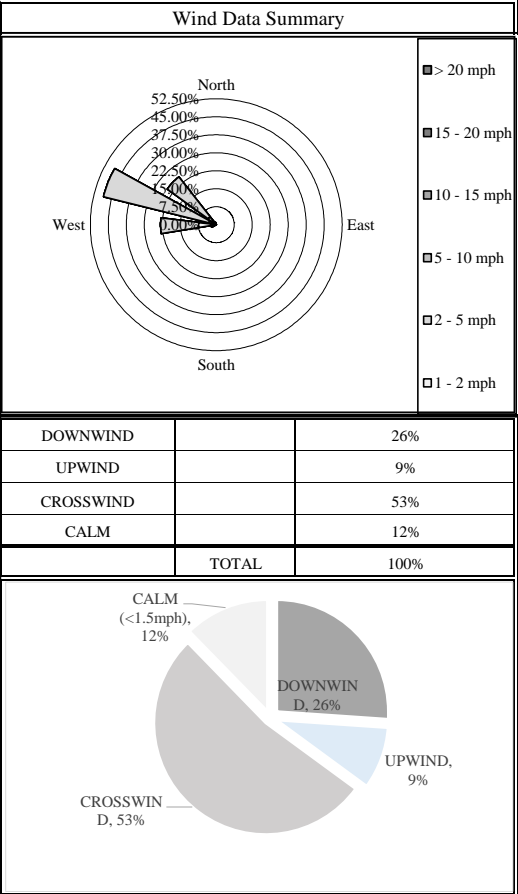 Wind Data Summary
North
52.50%
45.00%
37.50%
30.00%
22.50%
15.00%
7.50%
0.00%
West
East
South
> 20 mph
15 - 20 mph
10 - 15 mph
5 - 10 mph
2 - 5 mph
1 - 2 mph
DOWNWIND 26%
UPWIND 9%
CROSSWIND 53%
CALM 12%
TOTAL 100%
CALM
(<1.5mph),
12%
DOWNWIN
D, 26%
UPWIND,
9%
CROSSWIN
D, 53%